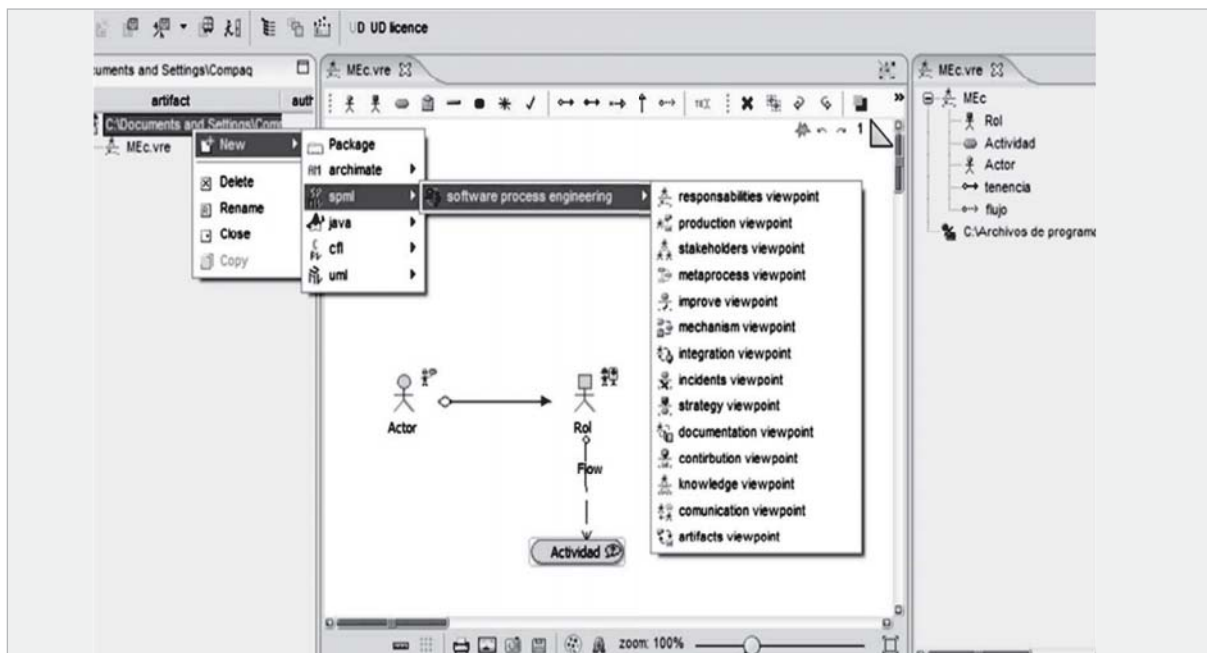 UD UD licence
uments and Settings\Compaq
MEc.vre
MEc.vre
artifact
auth
C:\Documents and Settings\Com
MEc.vre
New
Delete
Rename
Close
Copy
Package
archimate
spml
java
cfl
uml
software process engineering
responsabilities viewpoint
production viewpoint
stakeholders viewpoint
metaprocess viewpoint
improve viewpoint
mechanism viewpoint
integration viewpoint
incidents viewpoint
strategy viewpoint
documentation viewpoint
contirbution viewpoint
knowledge viewpoint
comunication viewpoint
artifacts viewpoint
1
Actor
Rol
Flow
Actividad
MEc
Rol
Actividad
Actor
tenencia
flujo
C:\Archivos de programa
zoom: 100%